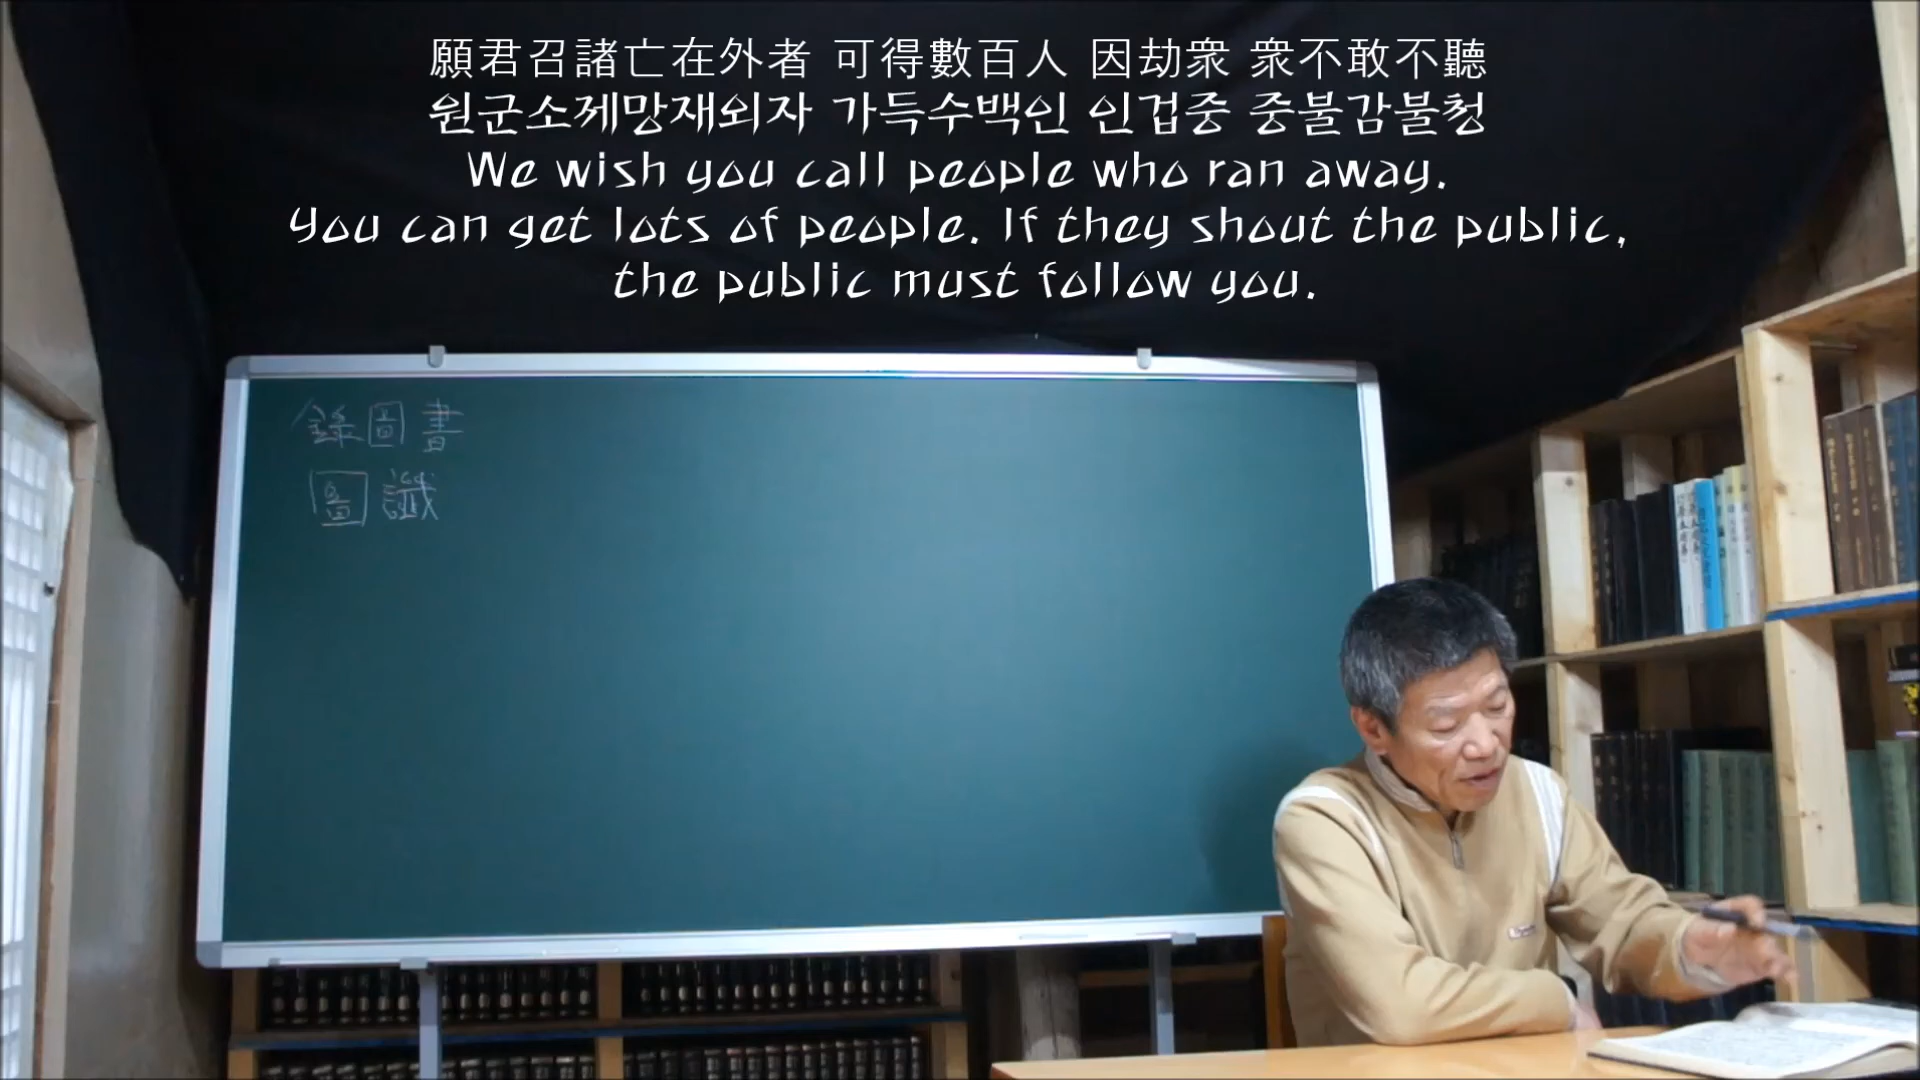 願君召諸亡在外者 可得數百人 因劫衆 衆不敢不聽
원군소제망재외자 가득수백인 인겁중 중불감불청
We wish you call people who ran away.
You can get lots of people. If they shout the public,
the public must follow you.
錄圖書
圖讖